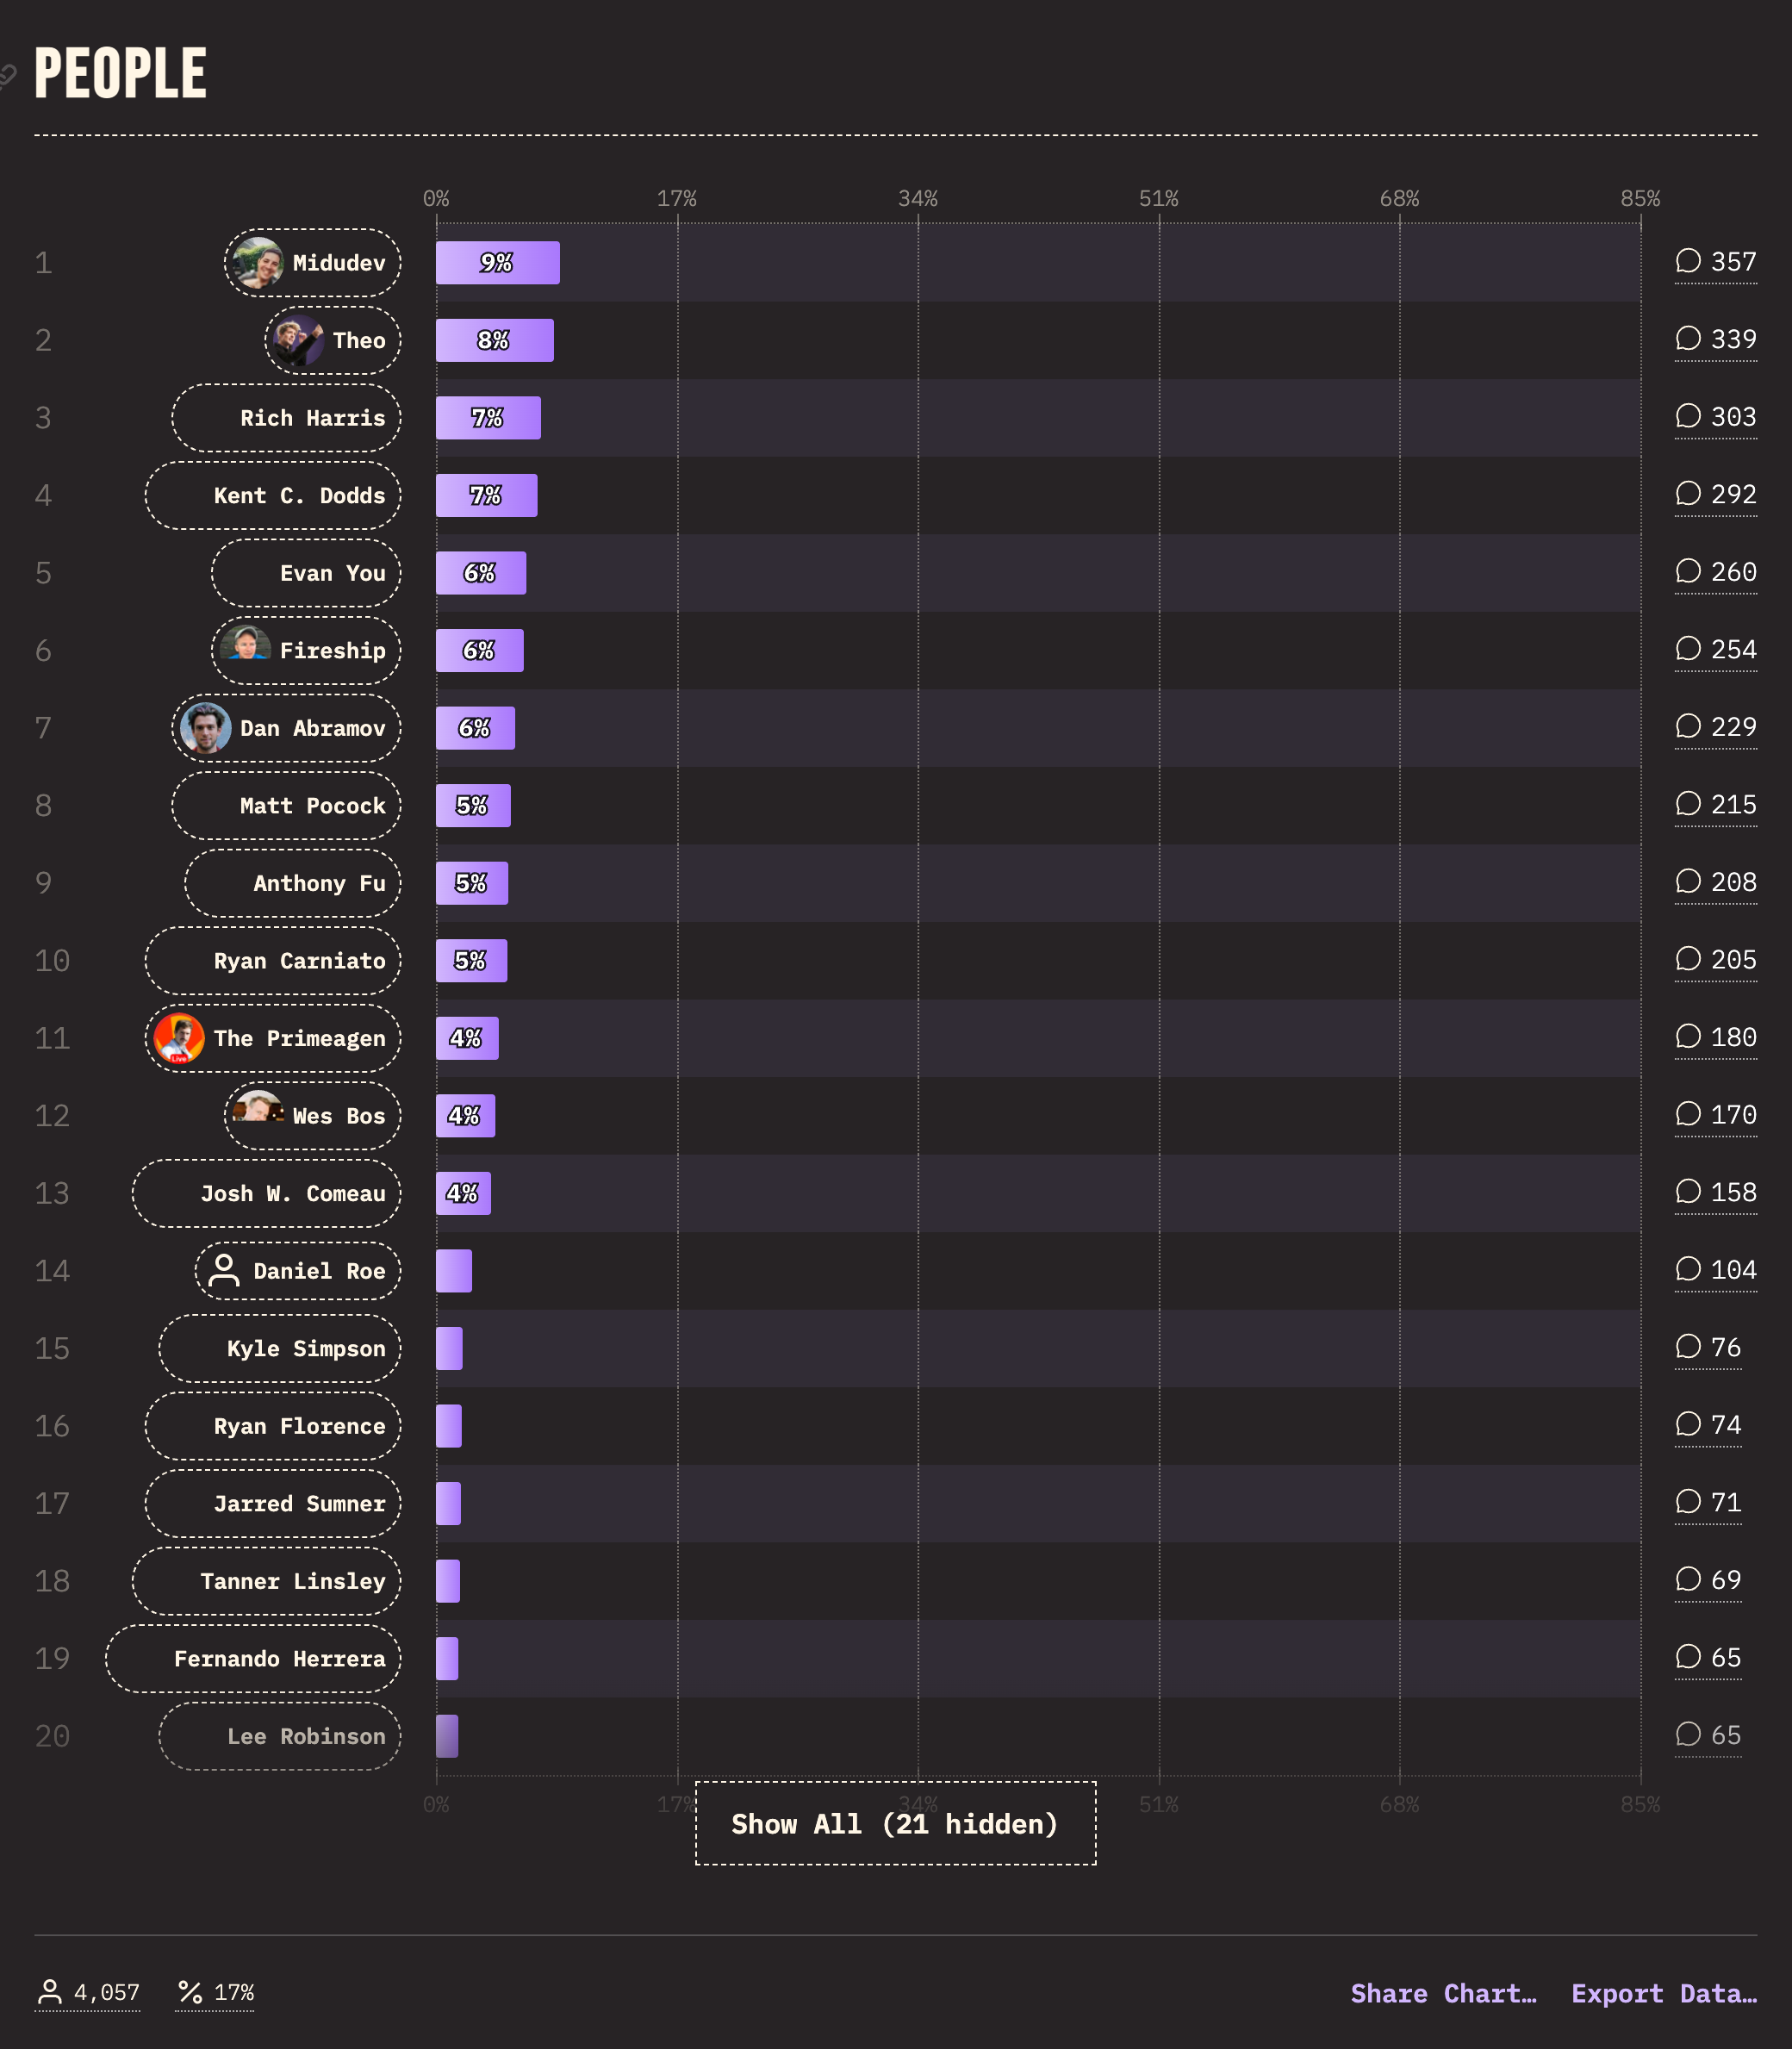 PEOPLE
0% 17% 34% 51% 68% 85%
1 Midudev 9% 357
2 Theo 8% 339
3 Rich Harris 7% 303
4 Kent C. Dodds 7% 292
5 Evan You 6% 260
6 Fireship 6% 254
7 Dan Abramov 6% 229
8 Matt Pocock 5% 215
9 Anthony Fu 5% 208
10 Ryan Carniato 5% 205
11 Live The Primeagen 4% 180
12 Wes Bos 4% 170
13 Josh W. Comeau 4% 158
14 Daniel Roe 104
15 Kyle Simpson 76
16 Ryan Florence 74
17 Jarred Sumner 71
18 Tanner Linsley 69
19 Fernando Herrera 65
20 Lee Robinson 65
0% 17% 34% 51% 68% 85%
Show All (21 hidden)
4,057 17% Share Chart… Export Data…